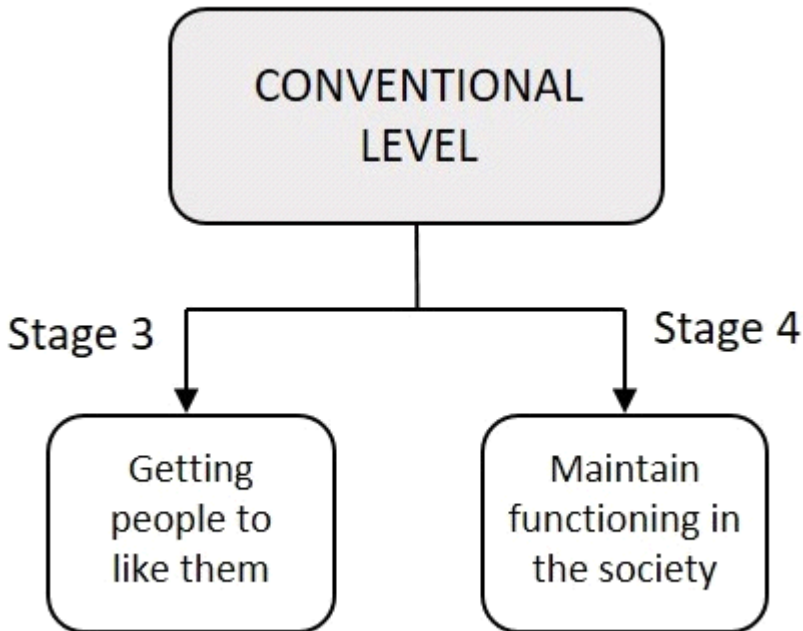 CONVENTIONAL
LEVEL
Stage 3
Stage 4
Getting
people to
like them
Maintain
functioning in
the society